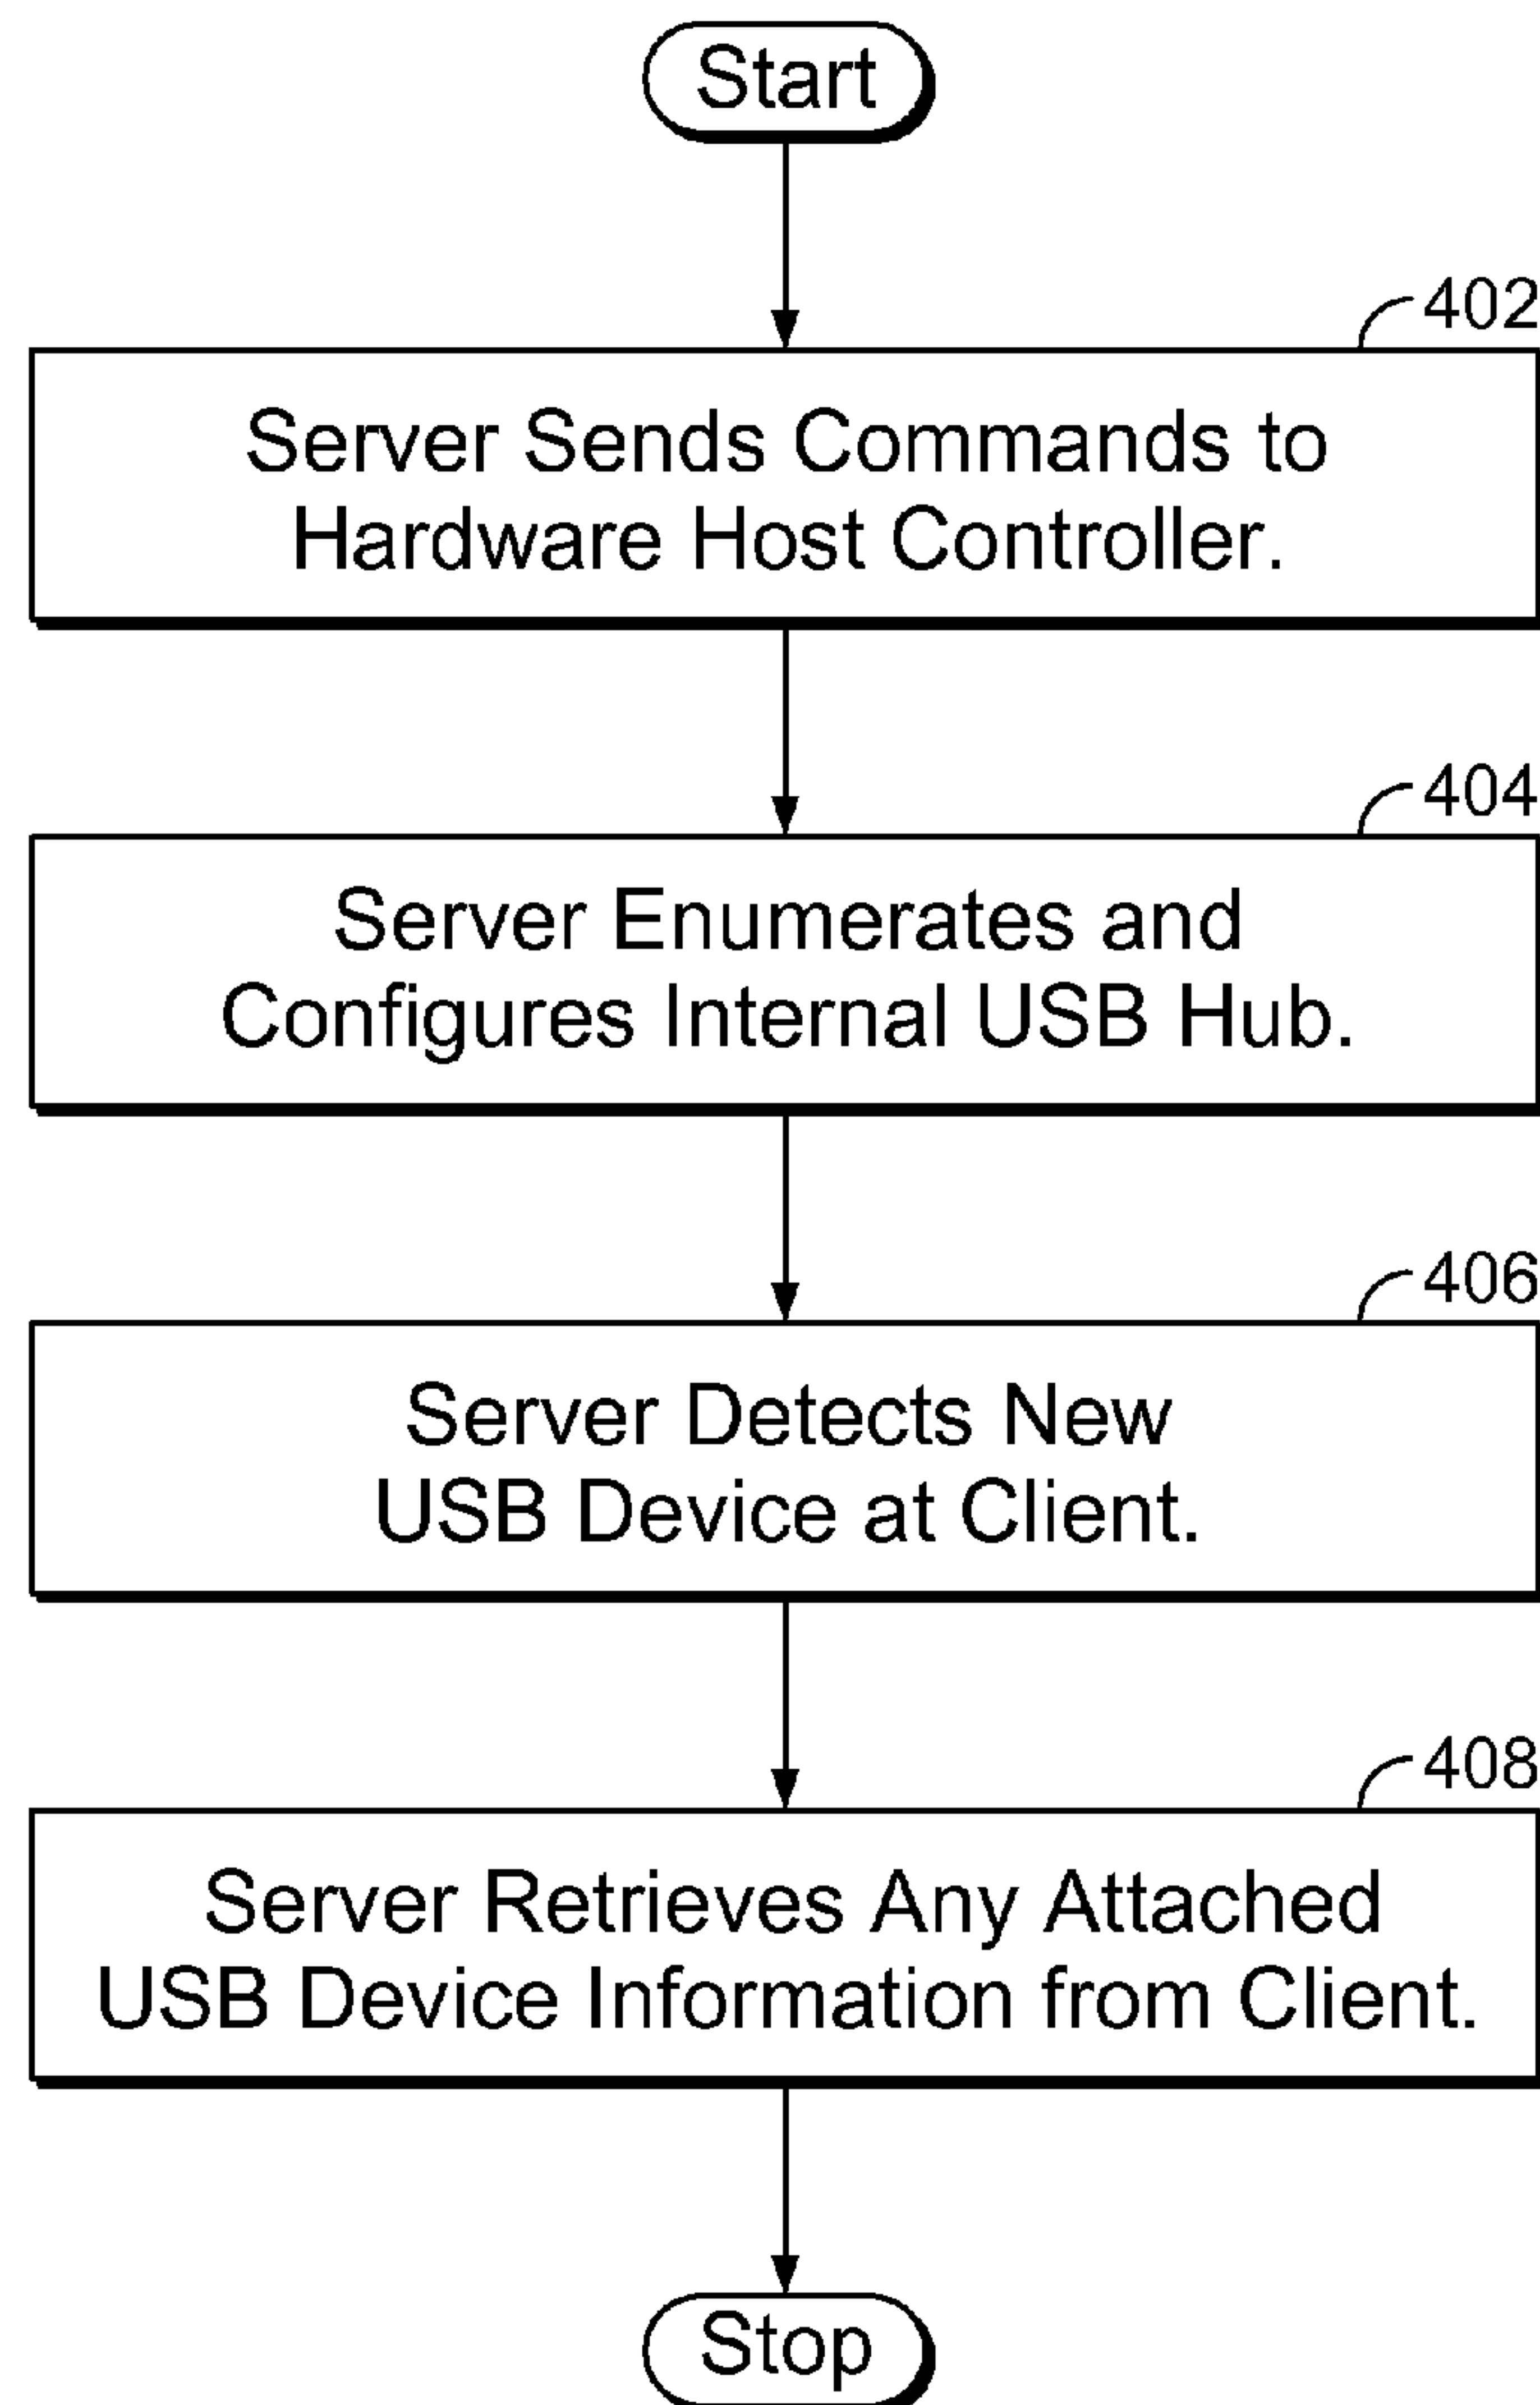 Start
402
Server Sends Commands to
Hardware Host Controller.
404
Server Enumerates and
Configures Internal USB Hub.
406
Server Detects New
USB Device at Client.
408
Server Retrieves Any Attached
USB Device Information from Client.
Stop